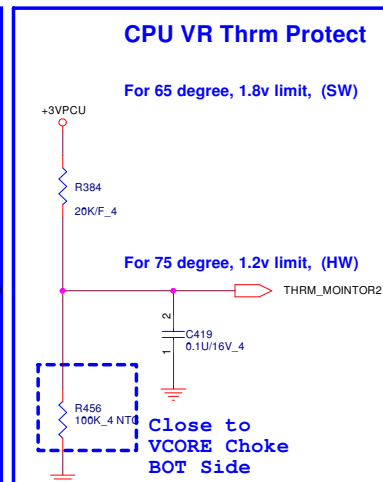 CPU VR Thrm Protect
For 65 degree, 1.8v limit, (SW)
+3VPCU
R384
20K/F_4
For 75 degree, 1.2v limit, (HW)
THRM_MOINTOR2
2
C419
1
0.1U/16V_4
R456
100K_4 NTC
Close to
VCORE Choke
BOT Side